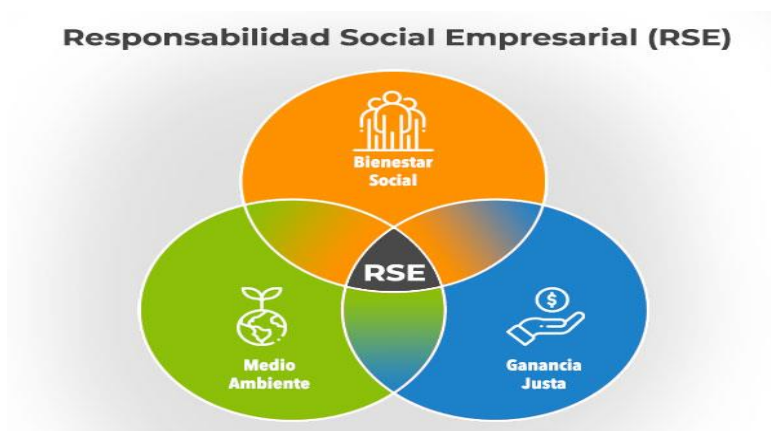 Responsabilidad Social Empresarial (RSE)
Bienestar
Social
RSE
$
Medio
Ambiente
Ganancia
Justa